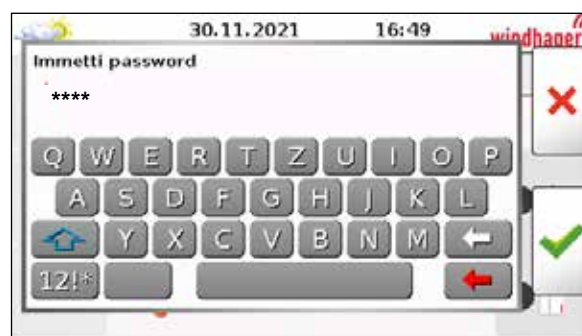 30.11.2021 16:49
windhager
Immetti password
****
Q W E R T Z U I O P
A S D F G H J K L
Y X C V B N M
12!*